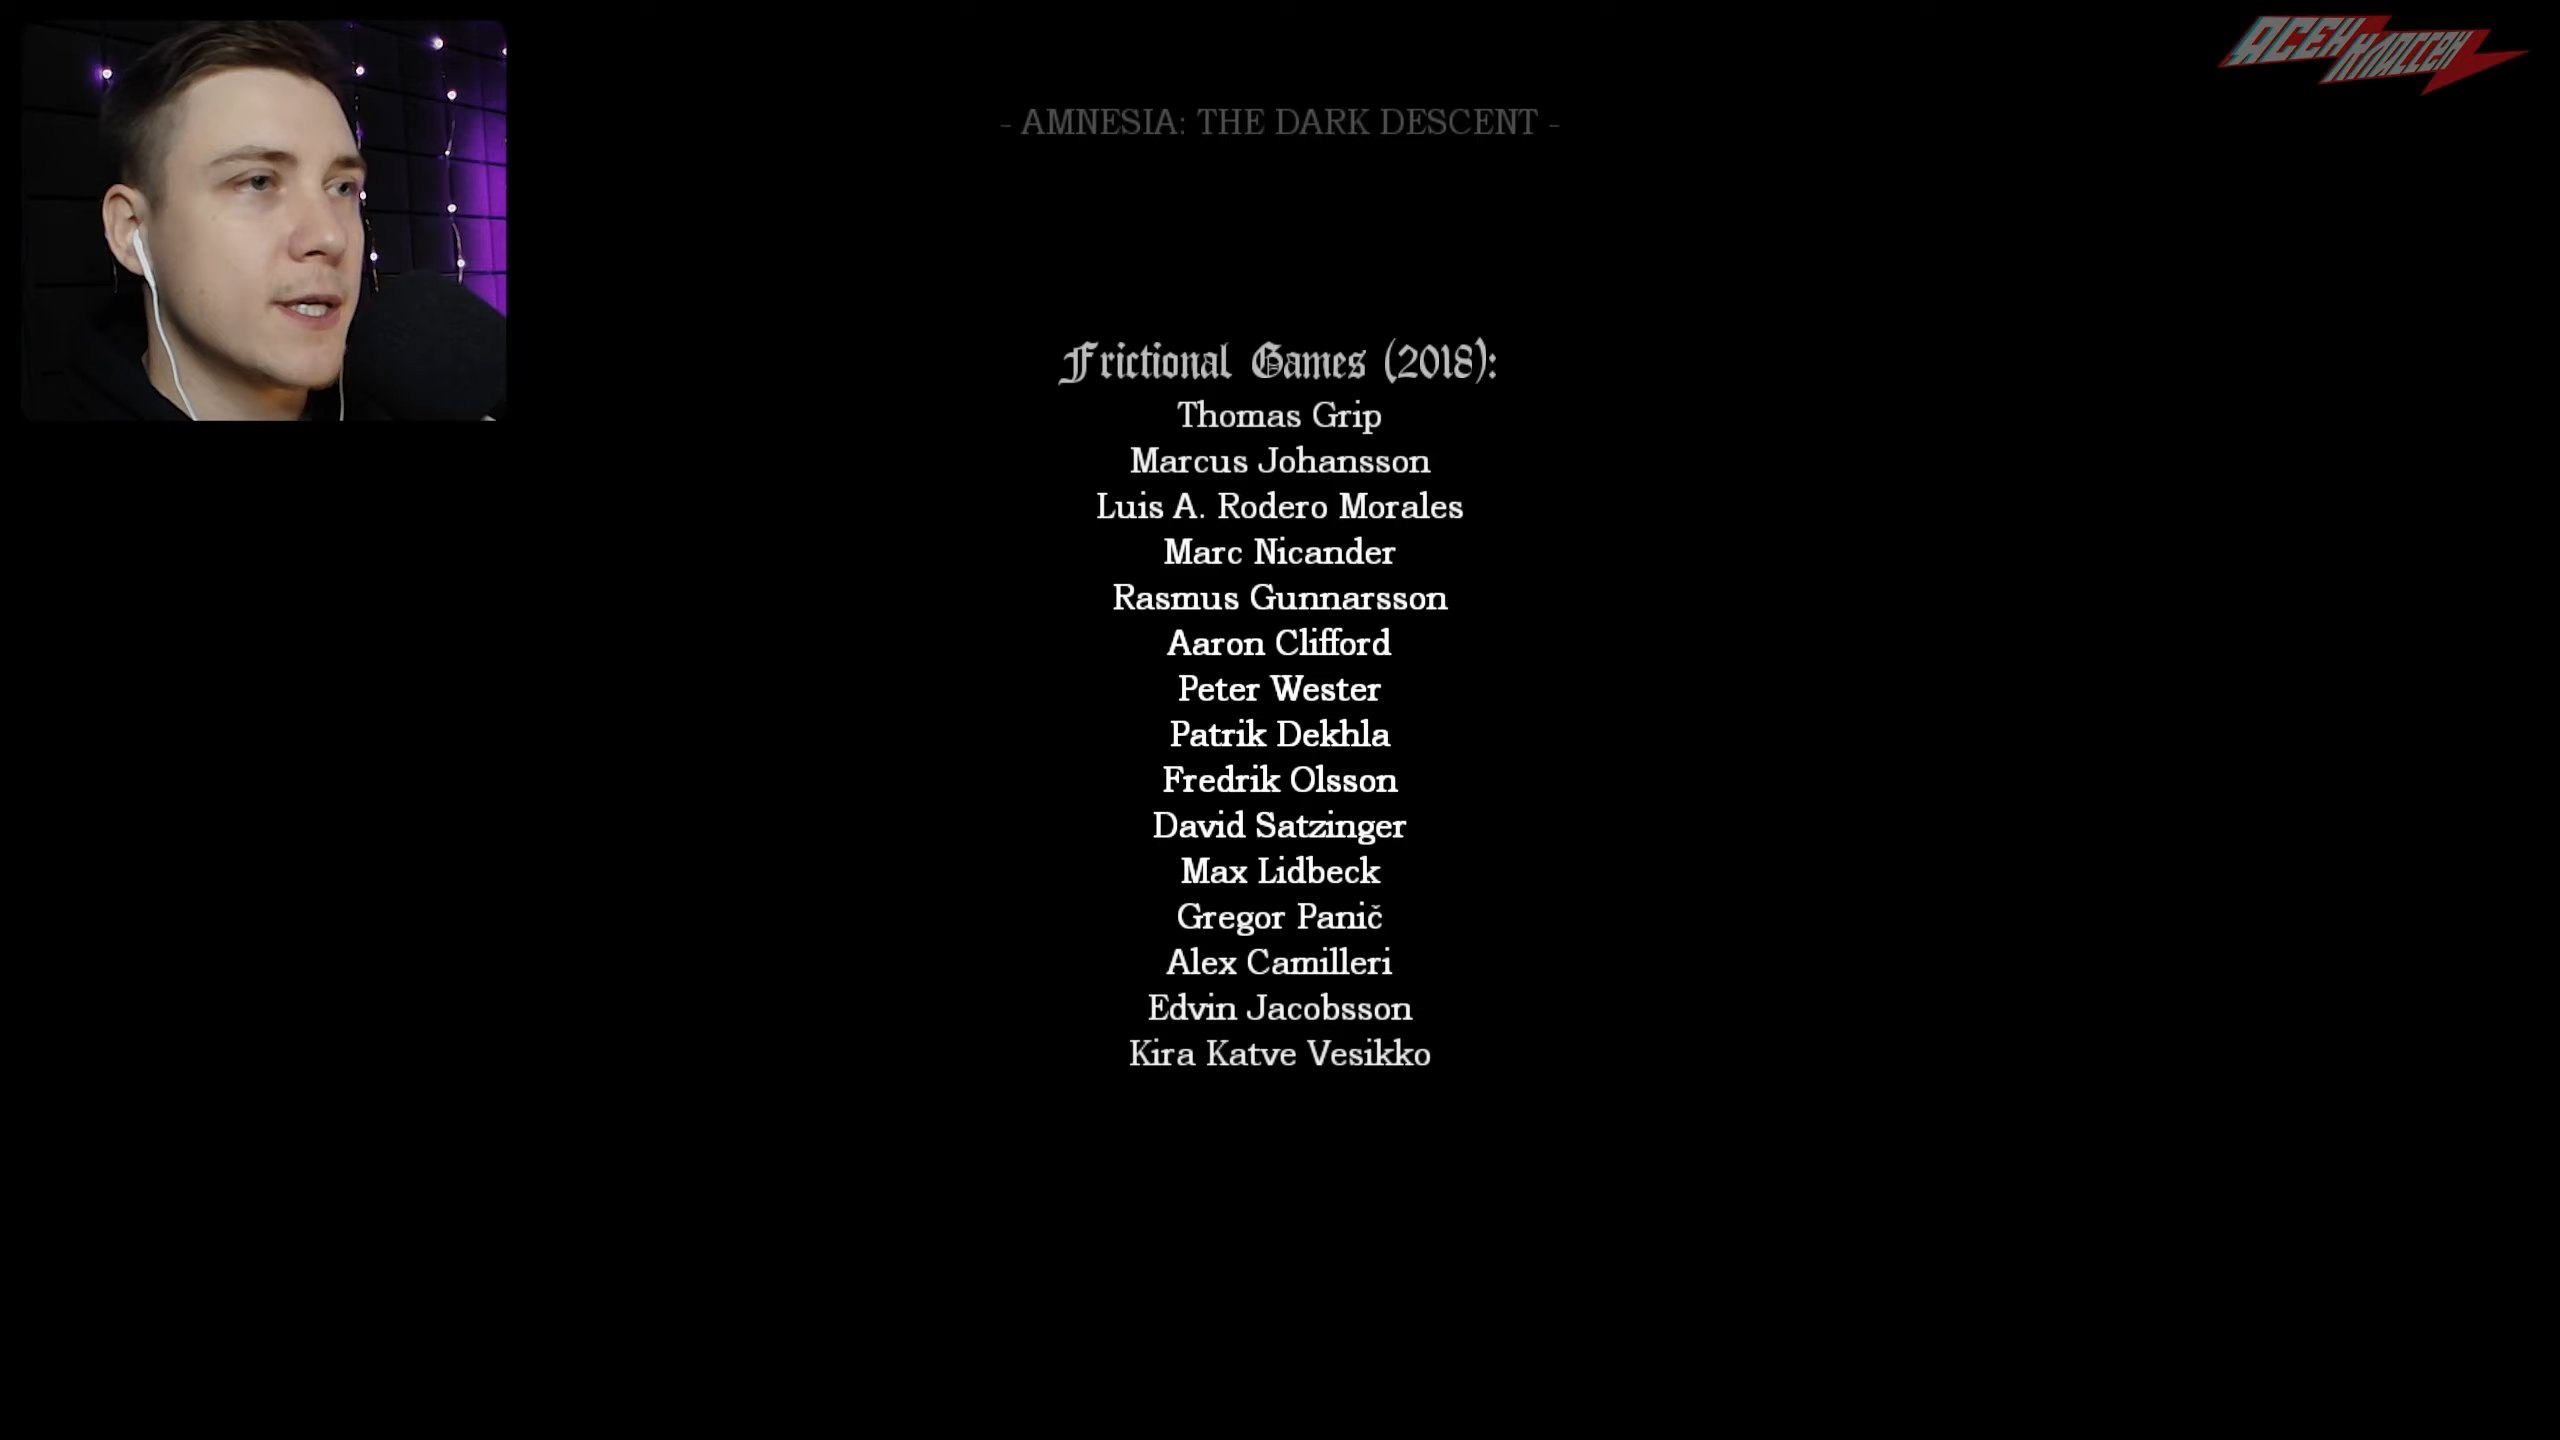 АСЕН КЛАССЕН
- AMNESIA: THE DARK DESCENT -
Frictional Games (2018):
Thomas Grip
Marcus Johansson
Luis A. Rodero Morales
Marc Nicander
Rasmus Gunnarsson
Aaron Clifford
Peter Wester
Patrik Dekhla
Fredrik Olsson
David Satzinger
Max Lidbeck
Gregor Panič
Alex Camilleri
Edvin Jacobsson
Kira Katve Vesikko